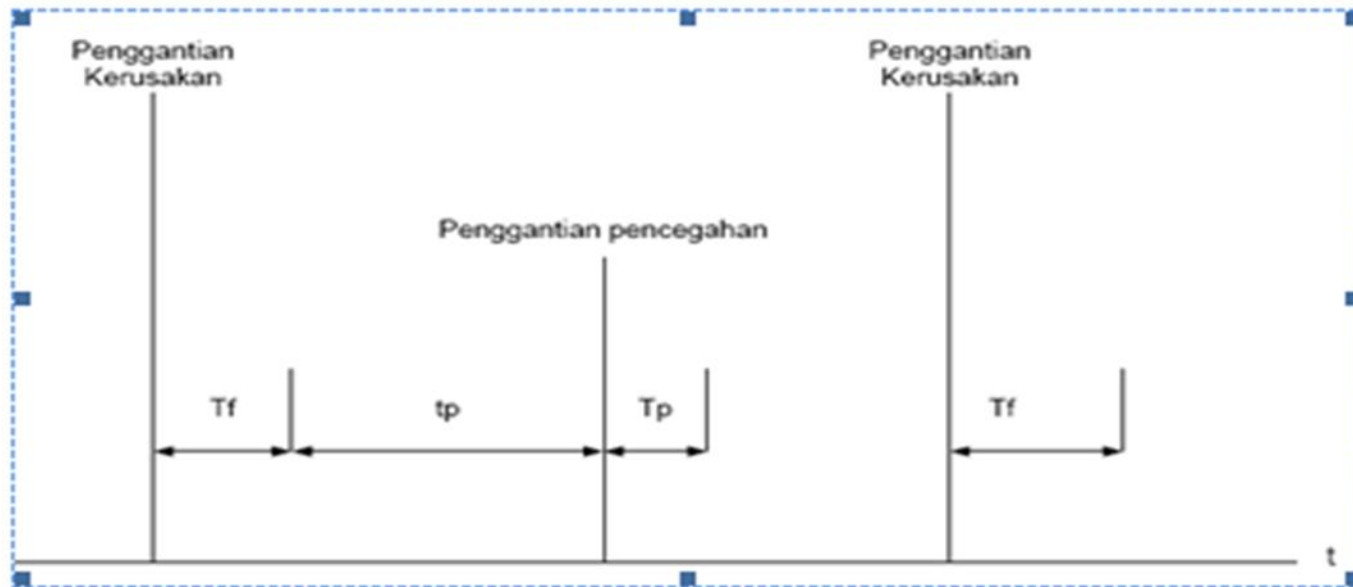 Penggantian
Kerusakan
Penggantian
Kerusakan
Penggantian pencegahan
Tf
tp
Tp
Tf
t